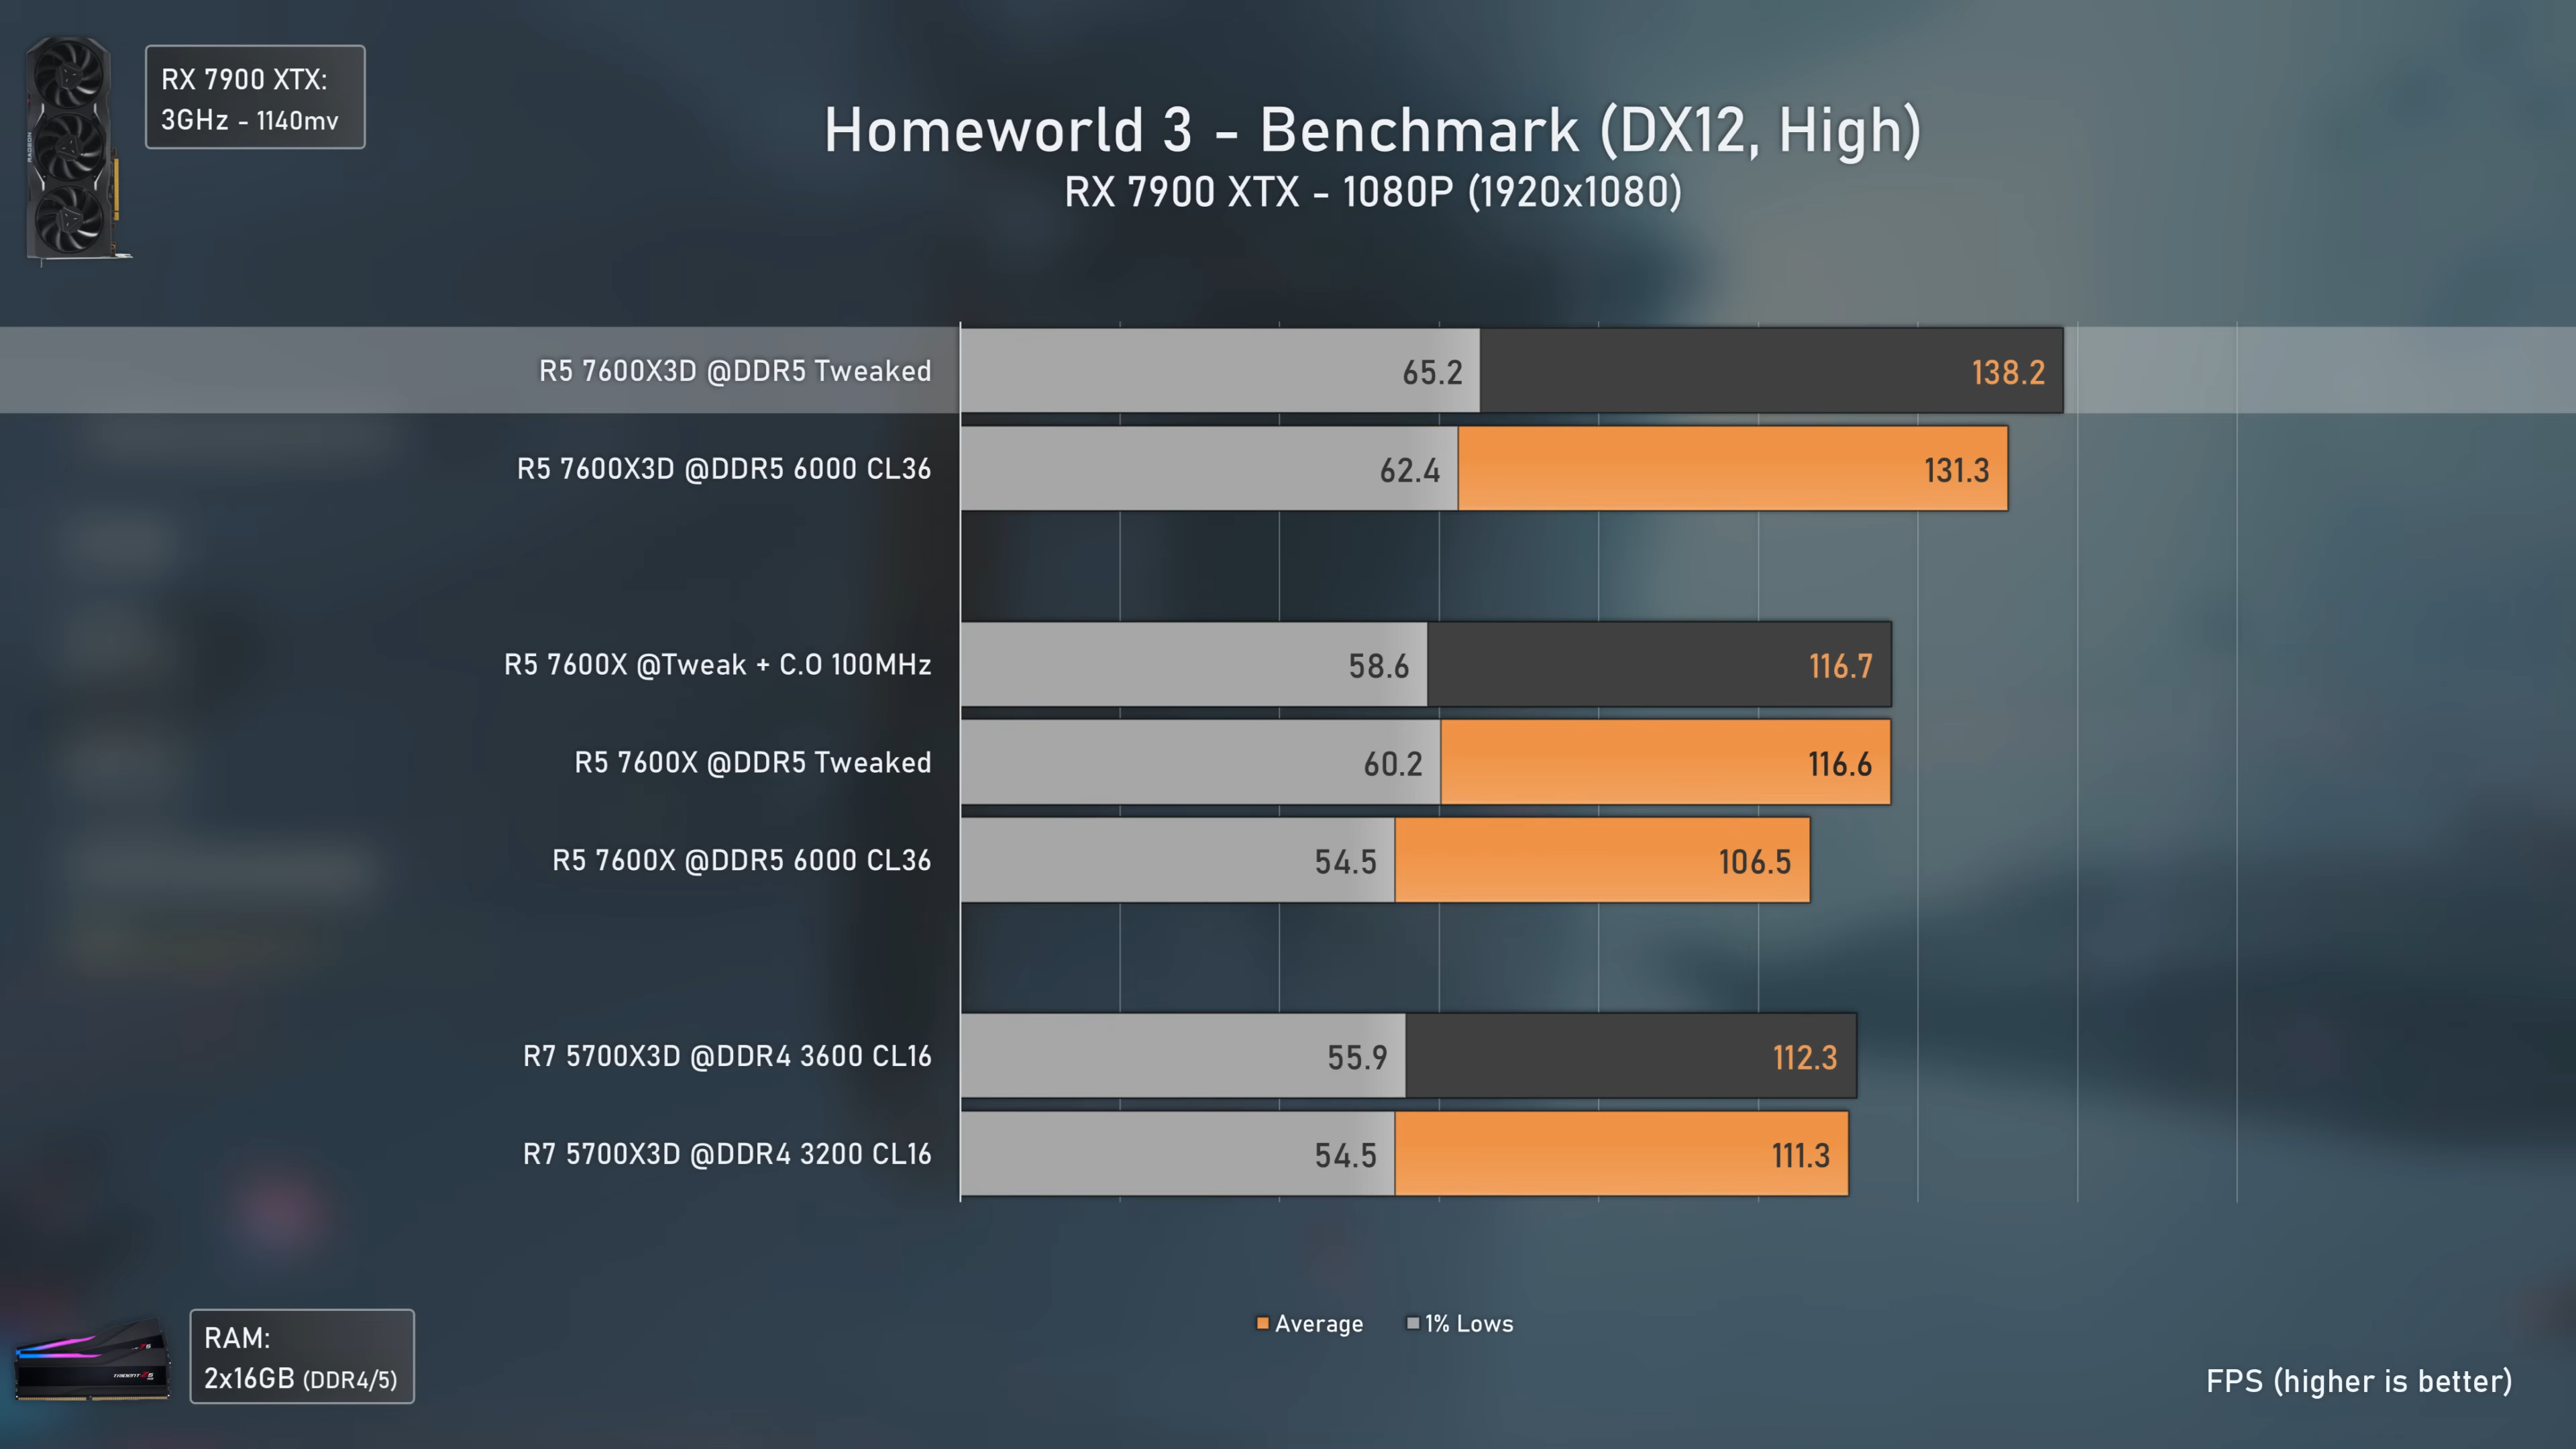 RX 7900 XTX:
3GHz - 1140mv
Homeworld 3 - Benchmark (DX12, High)
RX 7900 XTX - 1080P (1920x1080)
R5 7600X3D @DDR5 Tweaked 65.2 138.2
R5 7600X3D @DDR5 6000 CL36 62.4 131.3
R5 7600X @Tweak + C.O 100MHz 58.6 116.7
R5 7600X @DDR5 Tweaked 60.2 116.6
R5 7600X @DDR5 6000 CL36 54.5 106.5
R7 5700X3D @DDR4 3600 CL16 55.9 112.3
R7 5700X3D @DDR4 3200 CL16 54.5 111.3
Average 1% Lows
RAM:
2x16GB (DDR4/5)
FPS (higher is better)
RADEON
TRIDENT Z5